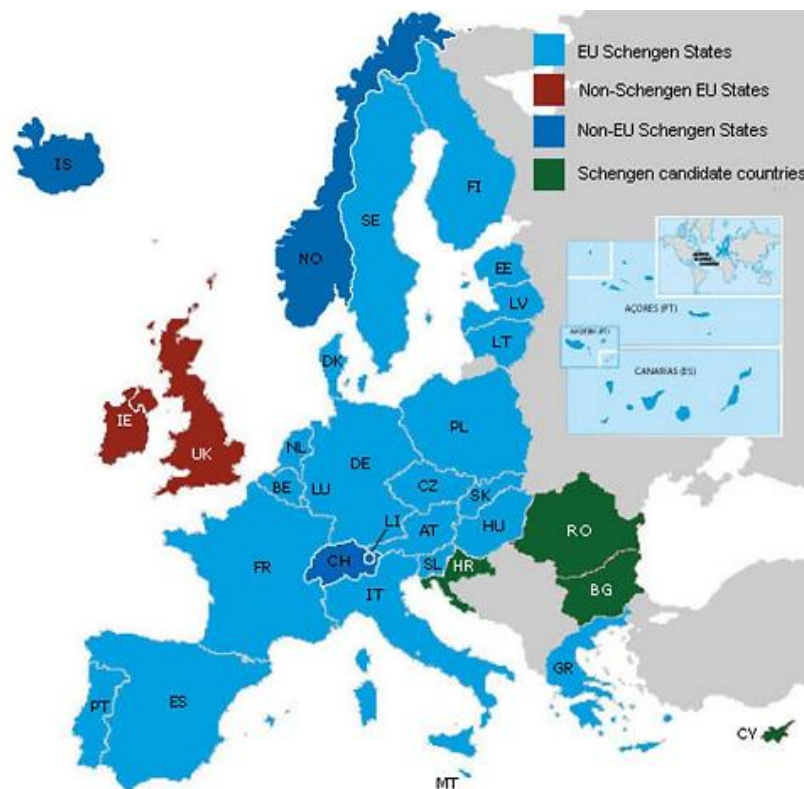 EU Schengen States
Non-Schengen EU States
Non-EU Schengen States
Schengen candidate countries
IS
FI
SE
NO
EE
LV
LT
AÇORES (PT)
CANARIAS (ES)
DK
IE
UK
NL
DE
PL
BE
LU
CZ
SK
LI
AT
HU
FR
CH
SL
HR
RO
IT
BG
GR
PT
ES
CY
MT